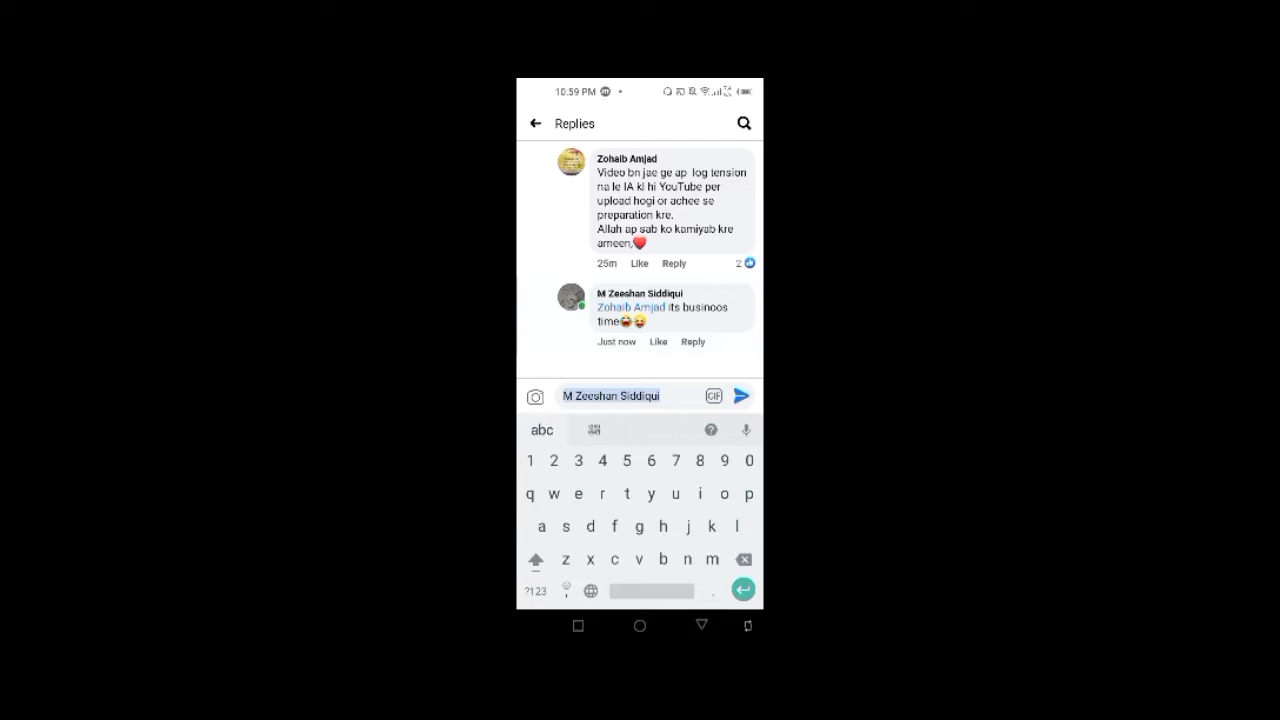 10:59 PM
Replies
Zohaib Amjad
Video bn jae ge ap log tension
na le IA kl hi YouTube per
upload hogi or achee se
preparation kre.
Allah ap sab ko kamiyab kre
ameen,❤️
25m Like Reply 2
M Zeeshan Siddiqui
Zohaib Amjad its businoos
time😂😝
Just now Like Reply
M Zeeshan Siddiqui GIF
abc
1 2 3 4 5 6 7 8 9 0
q w e r t y u i o p
a s d f g h j k l
z x c v b n m
?123 , .